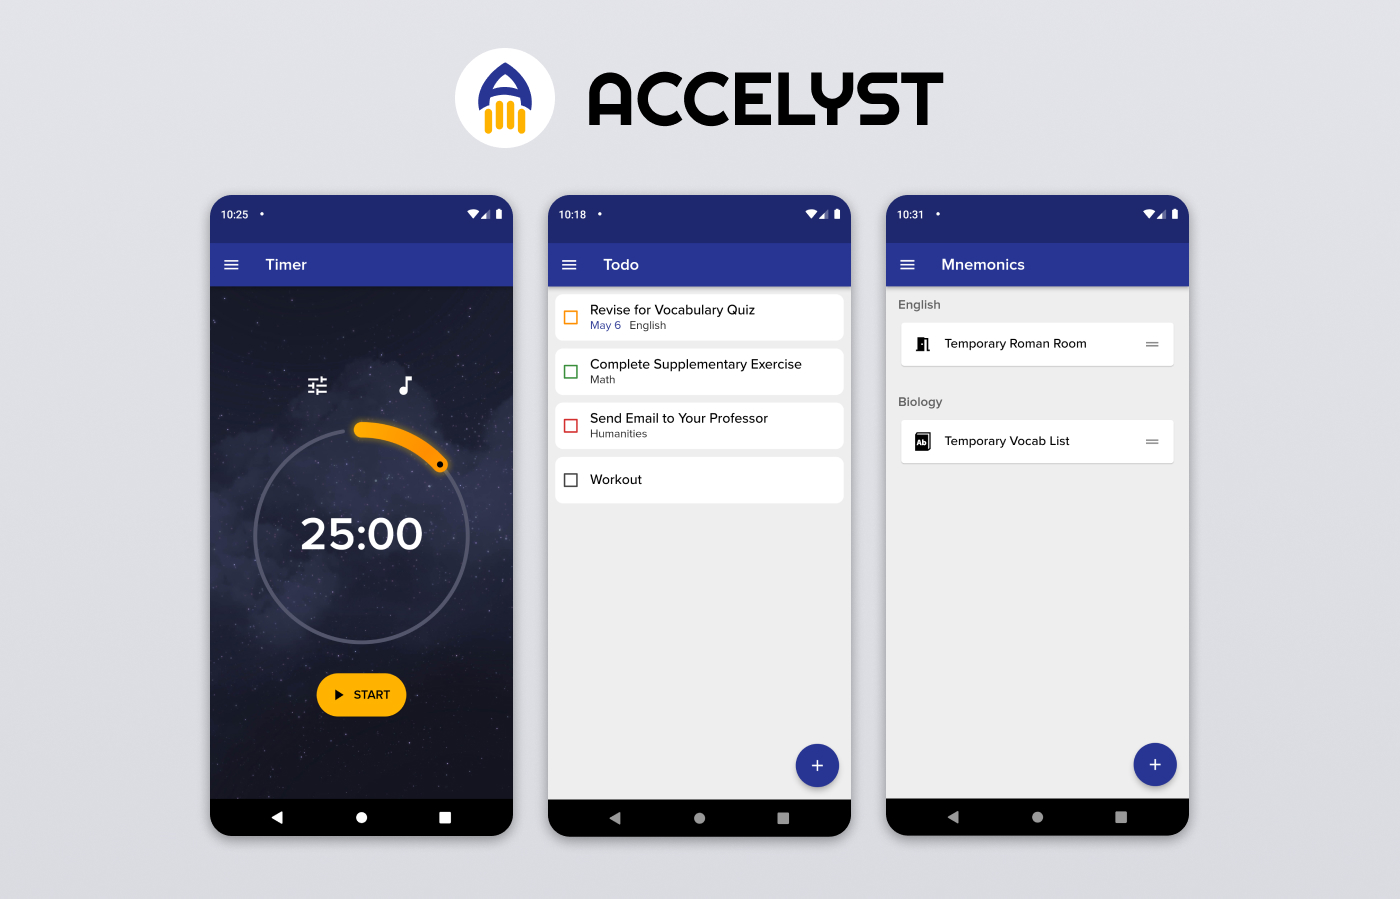 ACCELYST
10:25
Timer
25:00
START
10:18
Todo
Revise for Vocabulary Quiz
May 6 English
Complete Supplementary Exercise
Math
Send Email to Your Professor
Humanities
Workout
+
10:31
Mnemonics
English
Temporary Roman Room
Biology
Ab
Temporary Vocab List
+